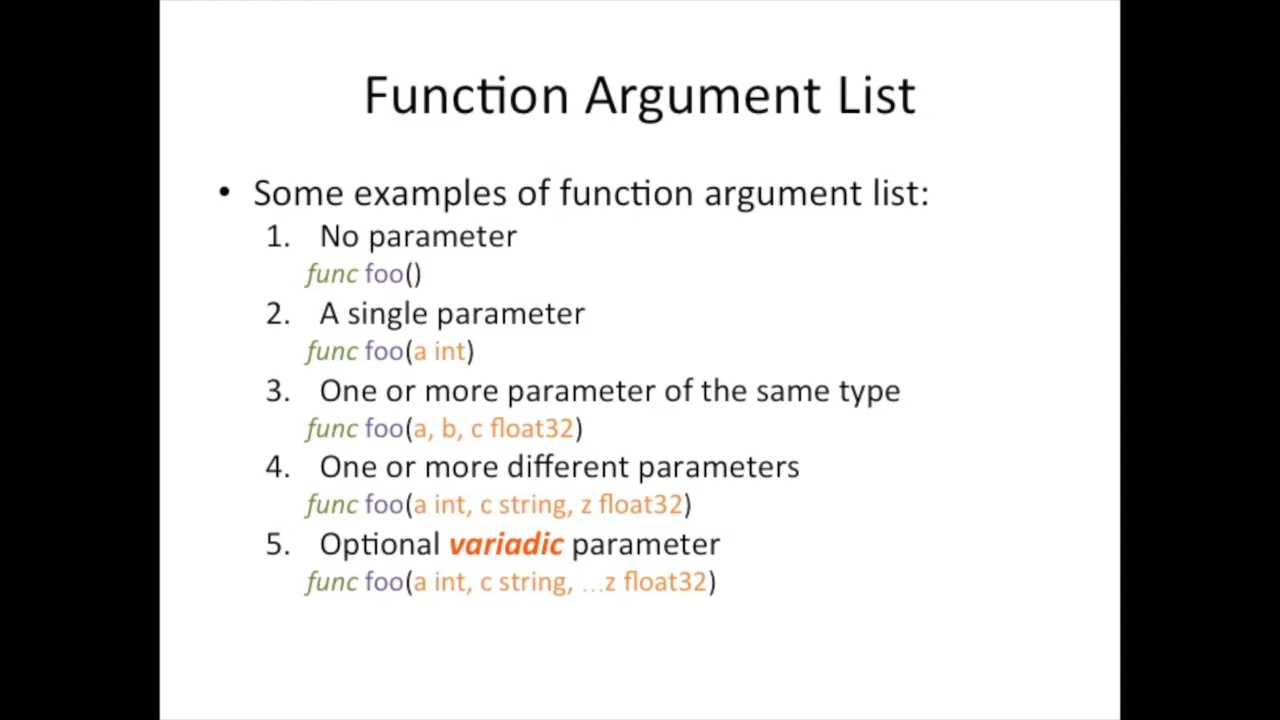 Function Argument List
• Some examples of function argument list:
1. No parameter
func foo()
2. A single parameter
func foo(a int)
3. One or more parameter of the same type
func foo(a, b, c float32)
4. One or more different parameters
func foo(a int, c string, z float32)
5. Optional variadic parameter
func foo(a int, c string, …z float32)